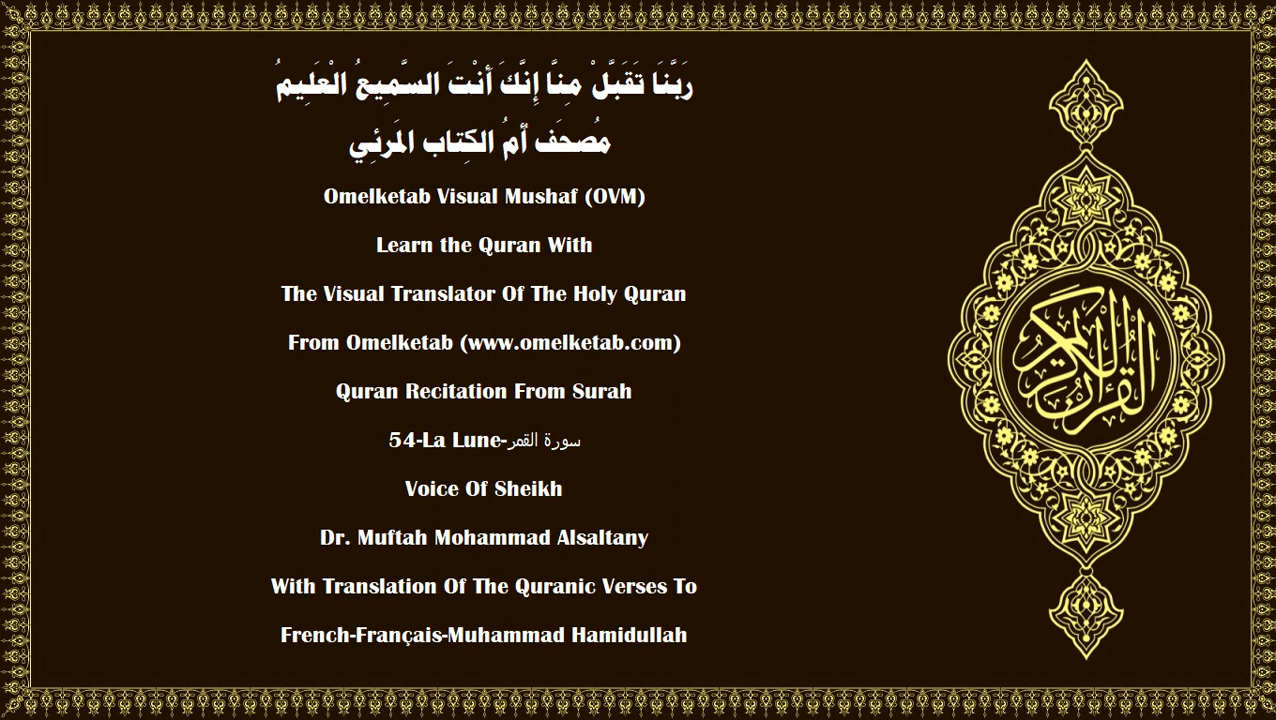 رَبَّنَا تَقَبَّلْ مِنَّا إِنَّكَ أَنْتَ السَّمِيعُ الْعَلِيمُ
مُصحَف أمُ الكِتاب المَرئِي
Omelketab Visual Mushaf (OVM)
Learn the Quran With
The Visual Translator Of The Holy Quran
From Omelketab (www.omelketab.com)
Quran Recitation From Surah
54-La Lune-سورة القمر
Voice Of Sheikh
Dr. Muftah Mohammad Alsaltany
With Translation Of The Quranic Verses To
French-Français-Muhammad Hamidullah
القرآن الكريم